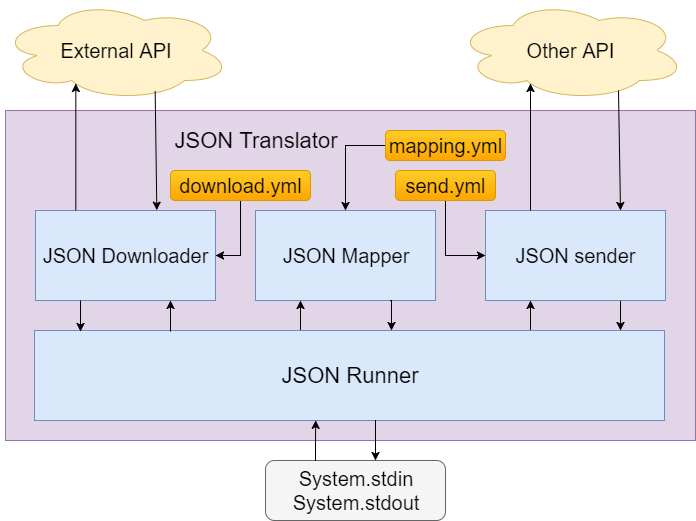 External API
Other API
JSON Translator
mapping.yml
download.yml
send.yml
JSON Downloader
JSON Mapper
JSON sender
JSON Runner
System.stdin
System.stdout